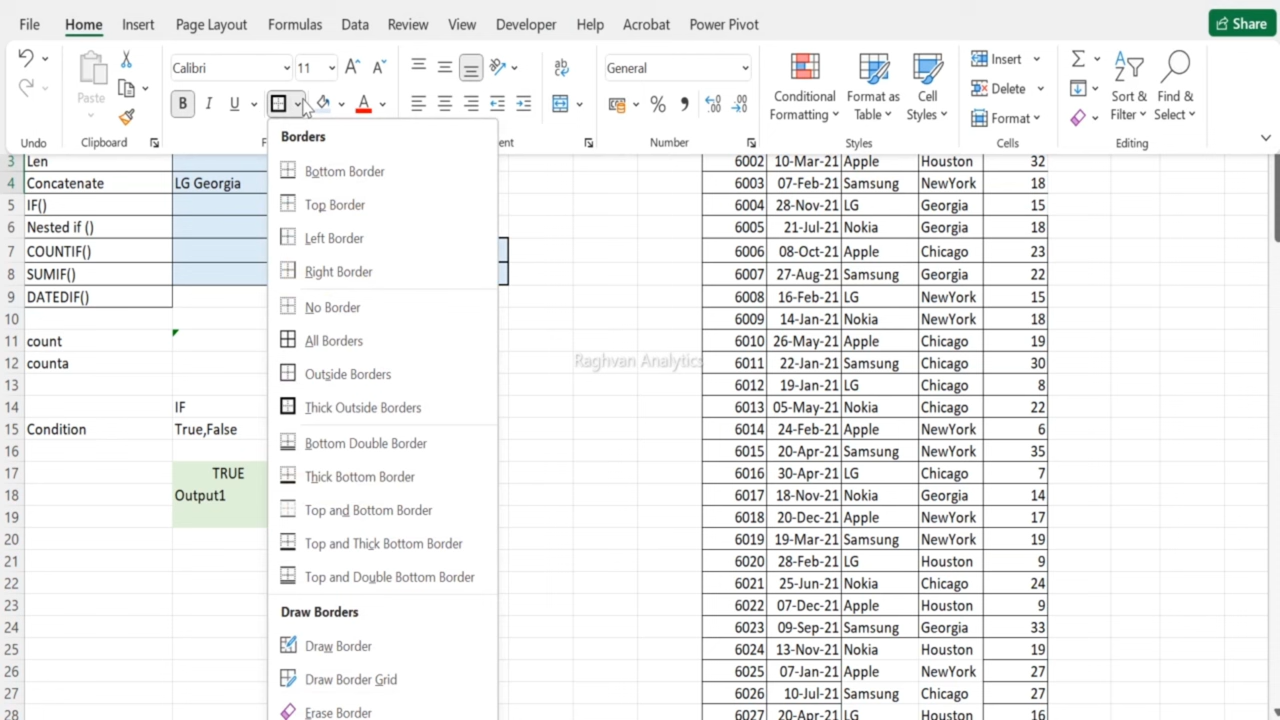 File Home Insert Page Layout Formulas Data Review View Developer Help Acrobat Power Pivot Share
Calibri 11 General
Paste
B I U A
Conditional Formatting
Format as Table
Cell Styles
Insert
Delete
Format
Sort & Filter
Find & Select
Undo Clipboard F ent Number Styles Cells Editing
Borders
Bottom Border
Top Border
Left Border
Right Border
No Border
All Borders
Outside Borders
Thick Outside Borders
Bottom Double Border
Thick Bottom Border
Top and Bottom Border
Top and Thick Bottom Border
Top and Double Bottom Border
Draw Borders
Draw Border
Draw Border Grid
Erase Border
3 Len
4 Concatenate LG Georgia
5 IF()
6 Nested if ()
7 COUNTIF()
8 SUMIF()
9 DATEDIF()
10
11 count
12 counta
13
14 IF
15 Condition True,False
16
17 TRUE
18 Output1
19
20
21
22
23
24
25
26
27
28
Raghvan Analytics
6002 10-Mar-21 Apple Houston 32
6003 07-Feb-21 Samsung NewYork 18
6004 28-Nov-21 LG Georgia 15
6005 21-Jul-21 Nokia Georgia 18
6006 08-Oct-21 Apple Chicago 23
6007 27-Aug-21 Samsung Georgia 22
6008 16-Feb-21 LG NewYork 15
6009 14-Jan-21 Nokia NewYork 18
6010 26-May-21 Apple Chicago 19
6011 22-Jan-21 Samsung Chicago 30
6012 19-Jan-21 LG Chicago 8
6013 05-May-21 Nokia Chicago 22
6014 24-Feb-21 Apple NewYork 6
6015 20-Apr-21 Samsung NewYork 35
6016 30-Apr-21 LG Chicago 7
6017 18-Nov-21 Nokia Georgia 14
6018 20-Dec-21 Apple NewYork 17
6019 19-Mar-21 Samsung NewYork 19
6020 28-Feb-21 LG Houston 9
6021 25-Jun-21 Nokia Chicago 24
6022 07-Dec-21 Apple Houston 9
6023 09-Sep-21 Samsung Georgia 33
6024 13-Nov-21 Nokia Houston 19
6025 07-Jan-21 Apple NewYork 27
6026 10-Jul-21 Samsung Chicago 27
6027 20-Apr-21 LG Houston 16